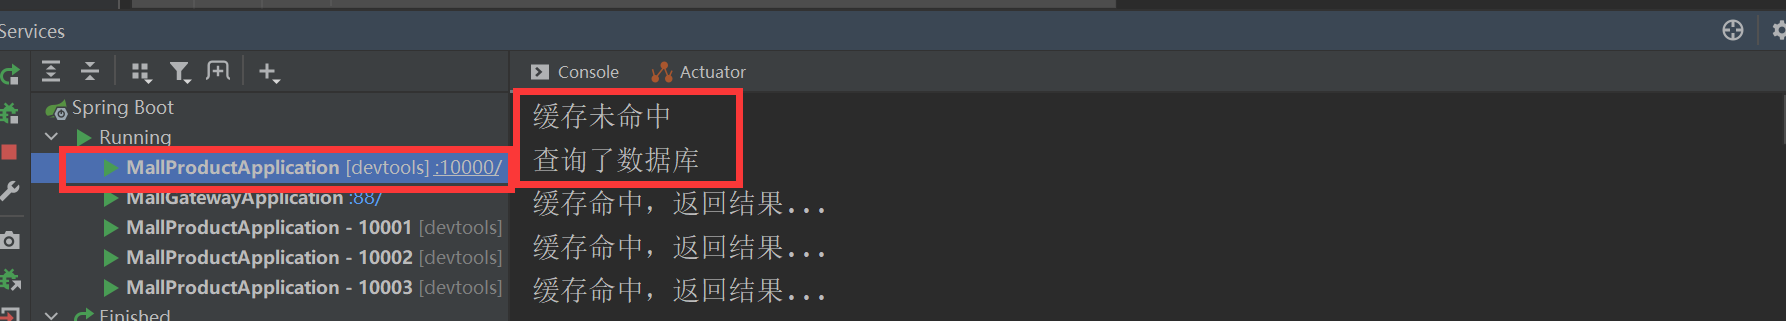 Services
Console
Actuator
Spring Boot
Running
MallProductApplication [devtools] :10000/
MallGatewayApplication :88/
MallProductApplication - 10001 [devtools]
MallProductApplication - 10002 [devtools]
MallProductApplication - 10003 [devtools]
Finished
缓存未命中
查询了数据库
缓存命中，返回结果...
缓存命中，返回结果...
缓存命中，返回结果...